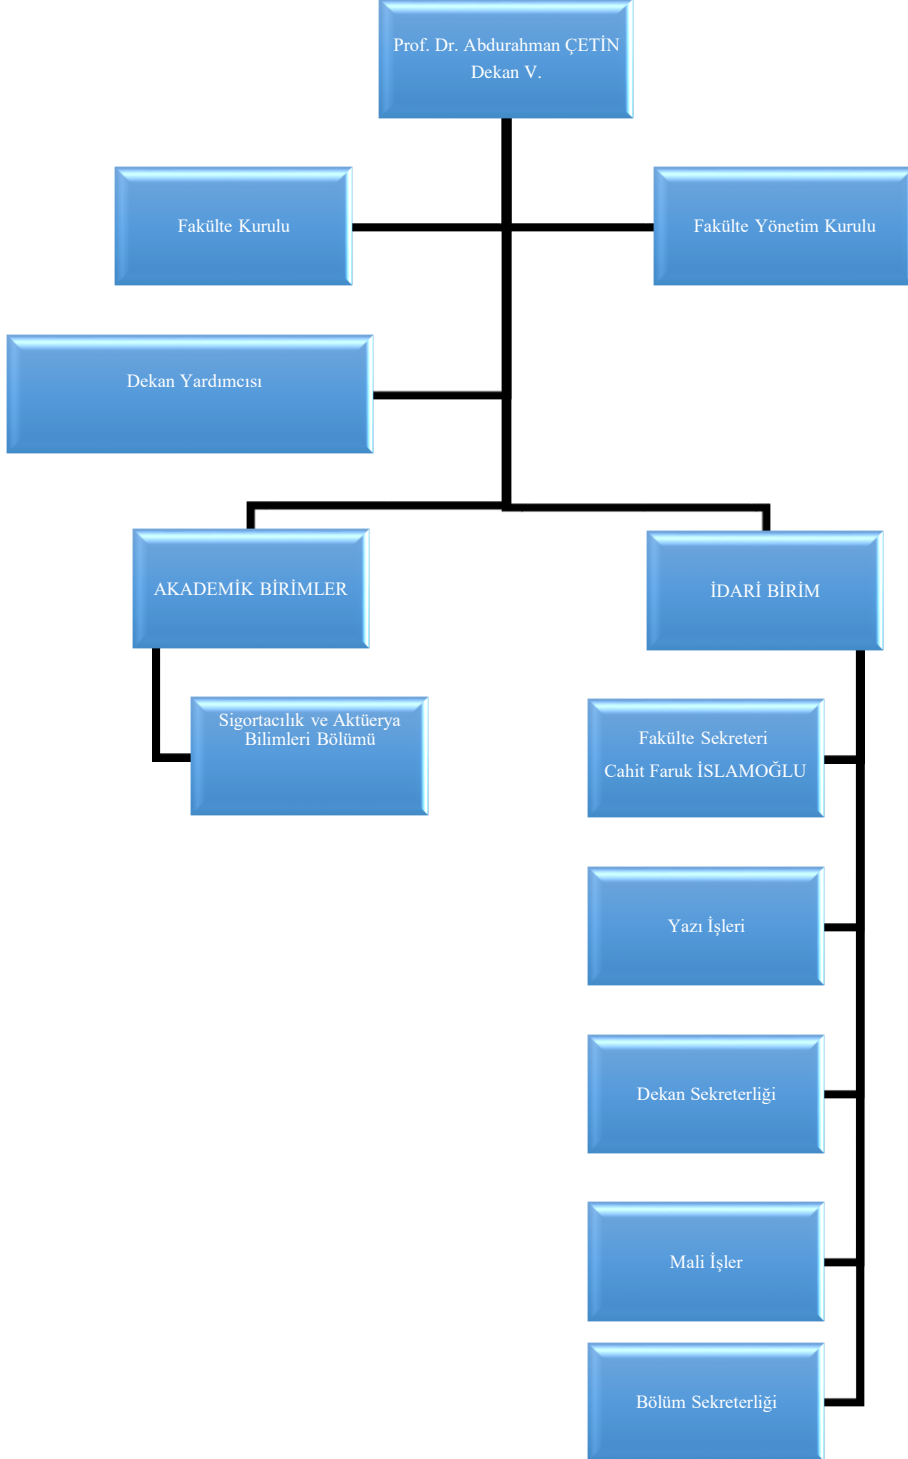 Prof. Dr. Abdurahman ÇETİN
Dekan V.
Fakülte Kurulu
Fakülte Yönetim Kurulu
Dekan Yardımcısı
AKADEMİK BİRİMLER
İDARİ BİRİM
Sigortacılık ve Aktüerya
Bilimleri Bölümü
Fakülte Sekreteri
Cahit Faruk İSLAMOĞLU
Yazı İşleri
Dekan Sekreterliği
Mali İşler
Bölüm Sekreterliği